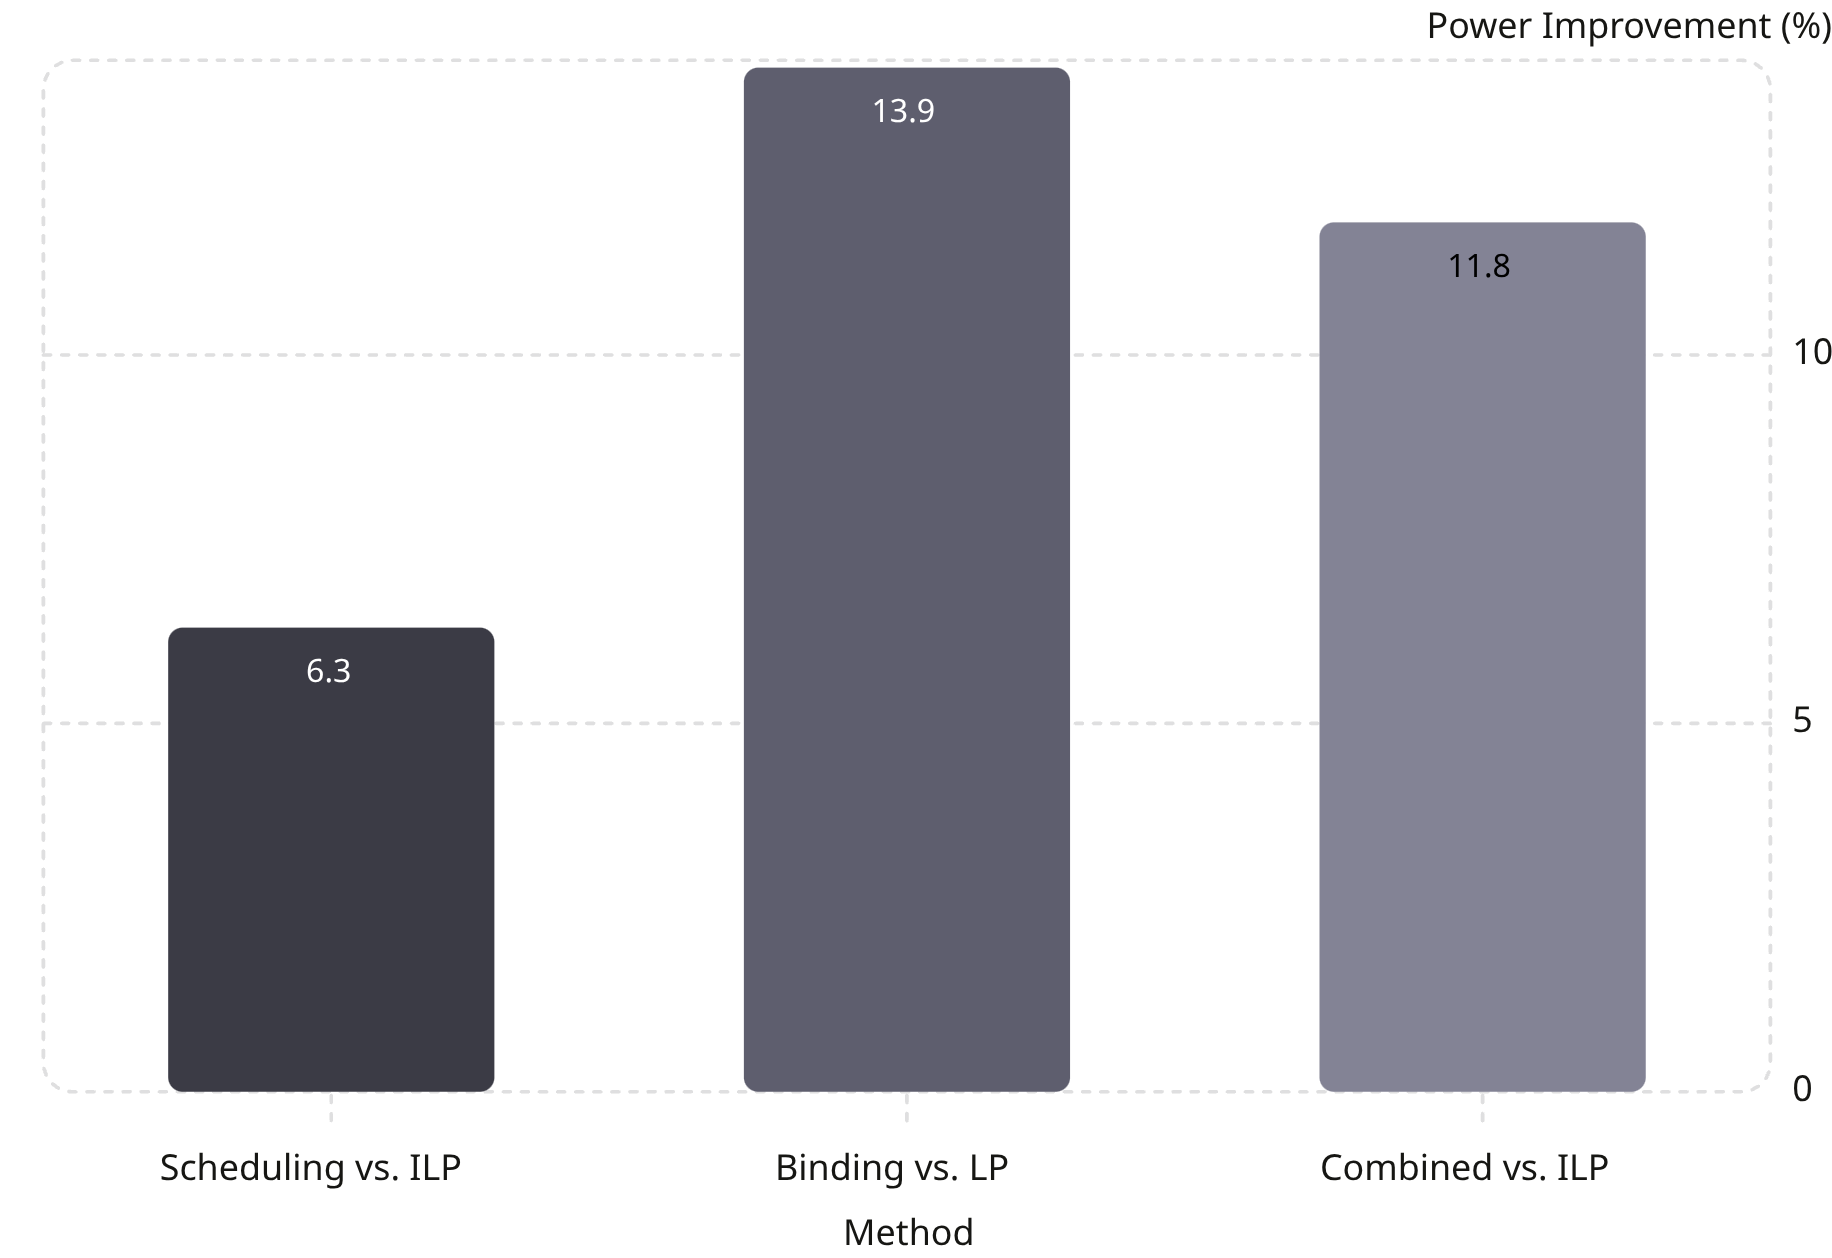 Power Improvement (%)
13.9
11.8
10
6.3
5
0
Scheduling vs. ILP
Binding vs. LP
Combined vs. ILP
Method